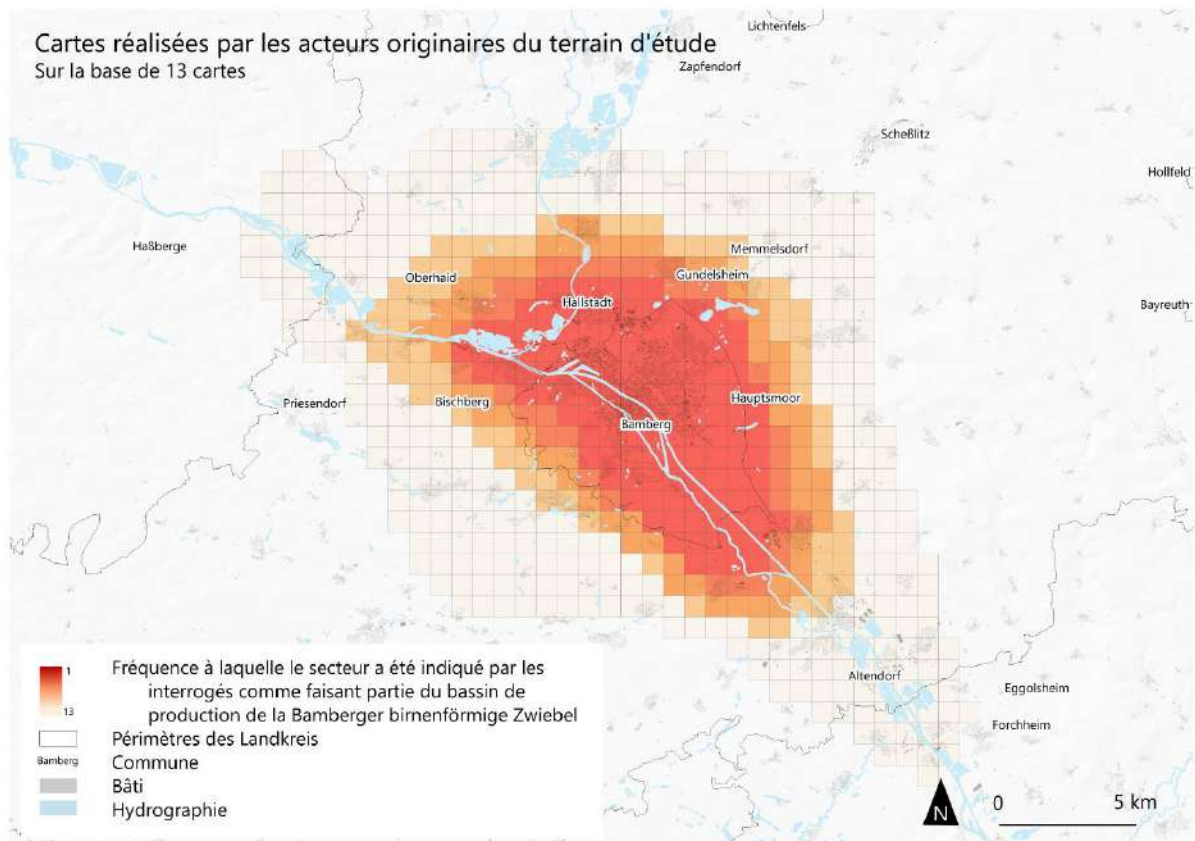 Lichtenfels
Cartes réalisées par les acteurs originaires du terrain d'étude
Sur la base de 13 cartes
Zapfendorf
Scheßlitz
Hollfeld
Haßberge
Memmelsdorf
Oberhaid
Gundelsheim
Hallstadt
Bayreuth
Priesendorf
Bischberg
Hauptsmoor
Bamberg
Altendorf
Eggolsheim
Forchheim
1
13
Fréquence à laquelle le secteur a été indiqué par les
interrogés comme faisant partie du bassin de
production de la Bamberger birnenförmige Zwiebel
Périmètres des Landkreis
Bamberg Commune
Bâti
Hydrographie
N
0 5 km